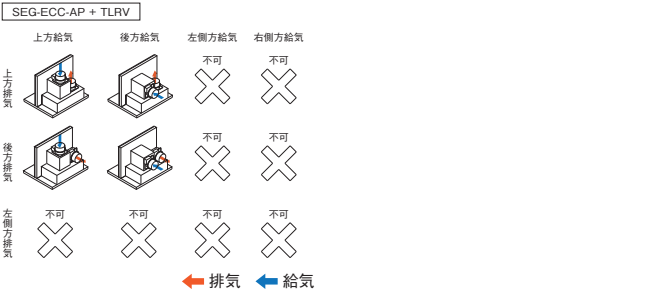 SEG-ECC-AP + TLRV
上方給気 後方給気 左側方給気 右側方給気
上方排気 不可 不可
後方排気 不可 不可
左側方排気 不可 不可 不可 不可
排気 給気